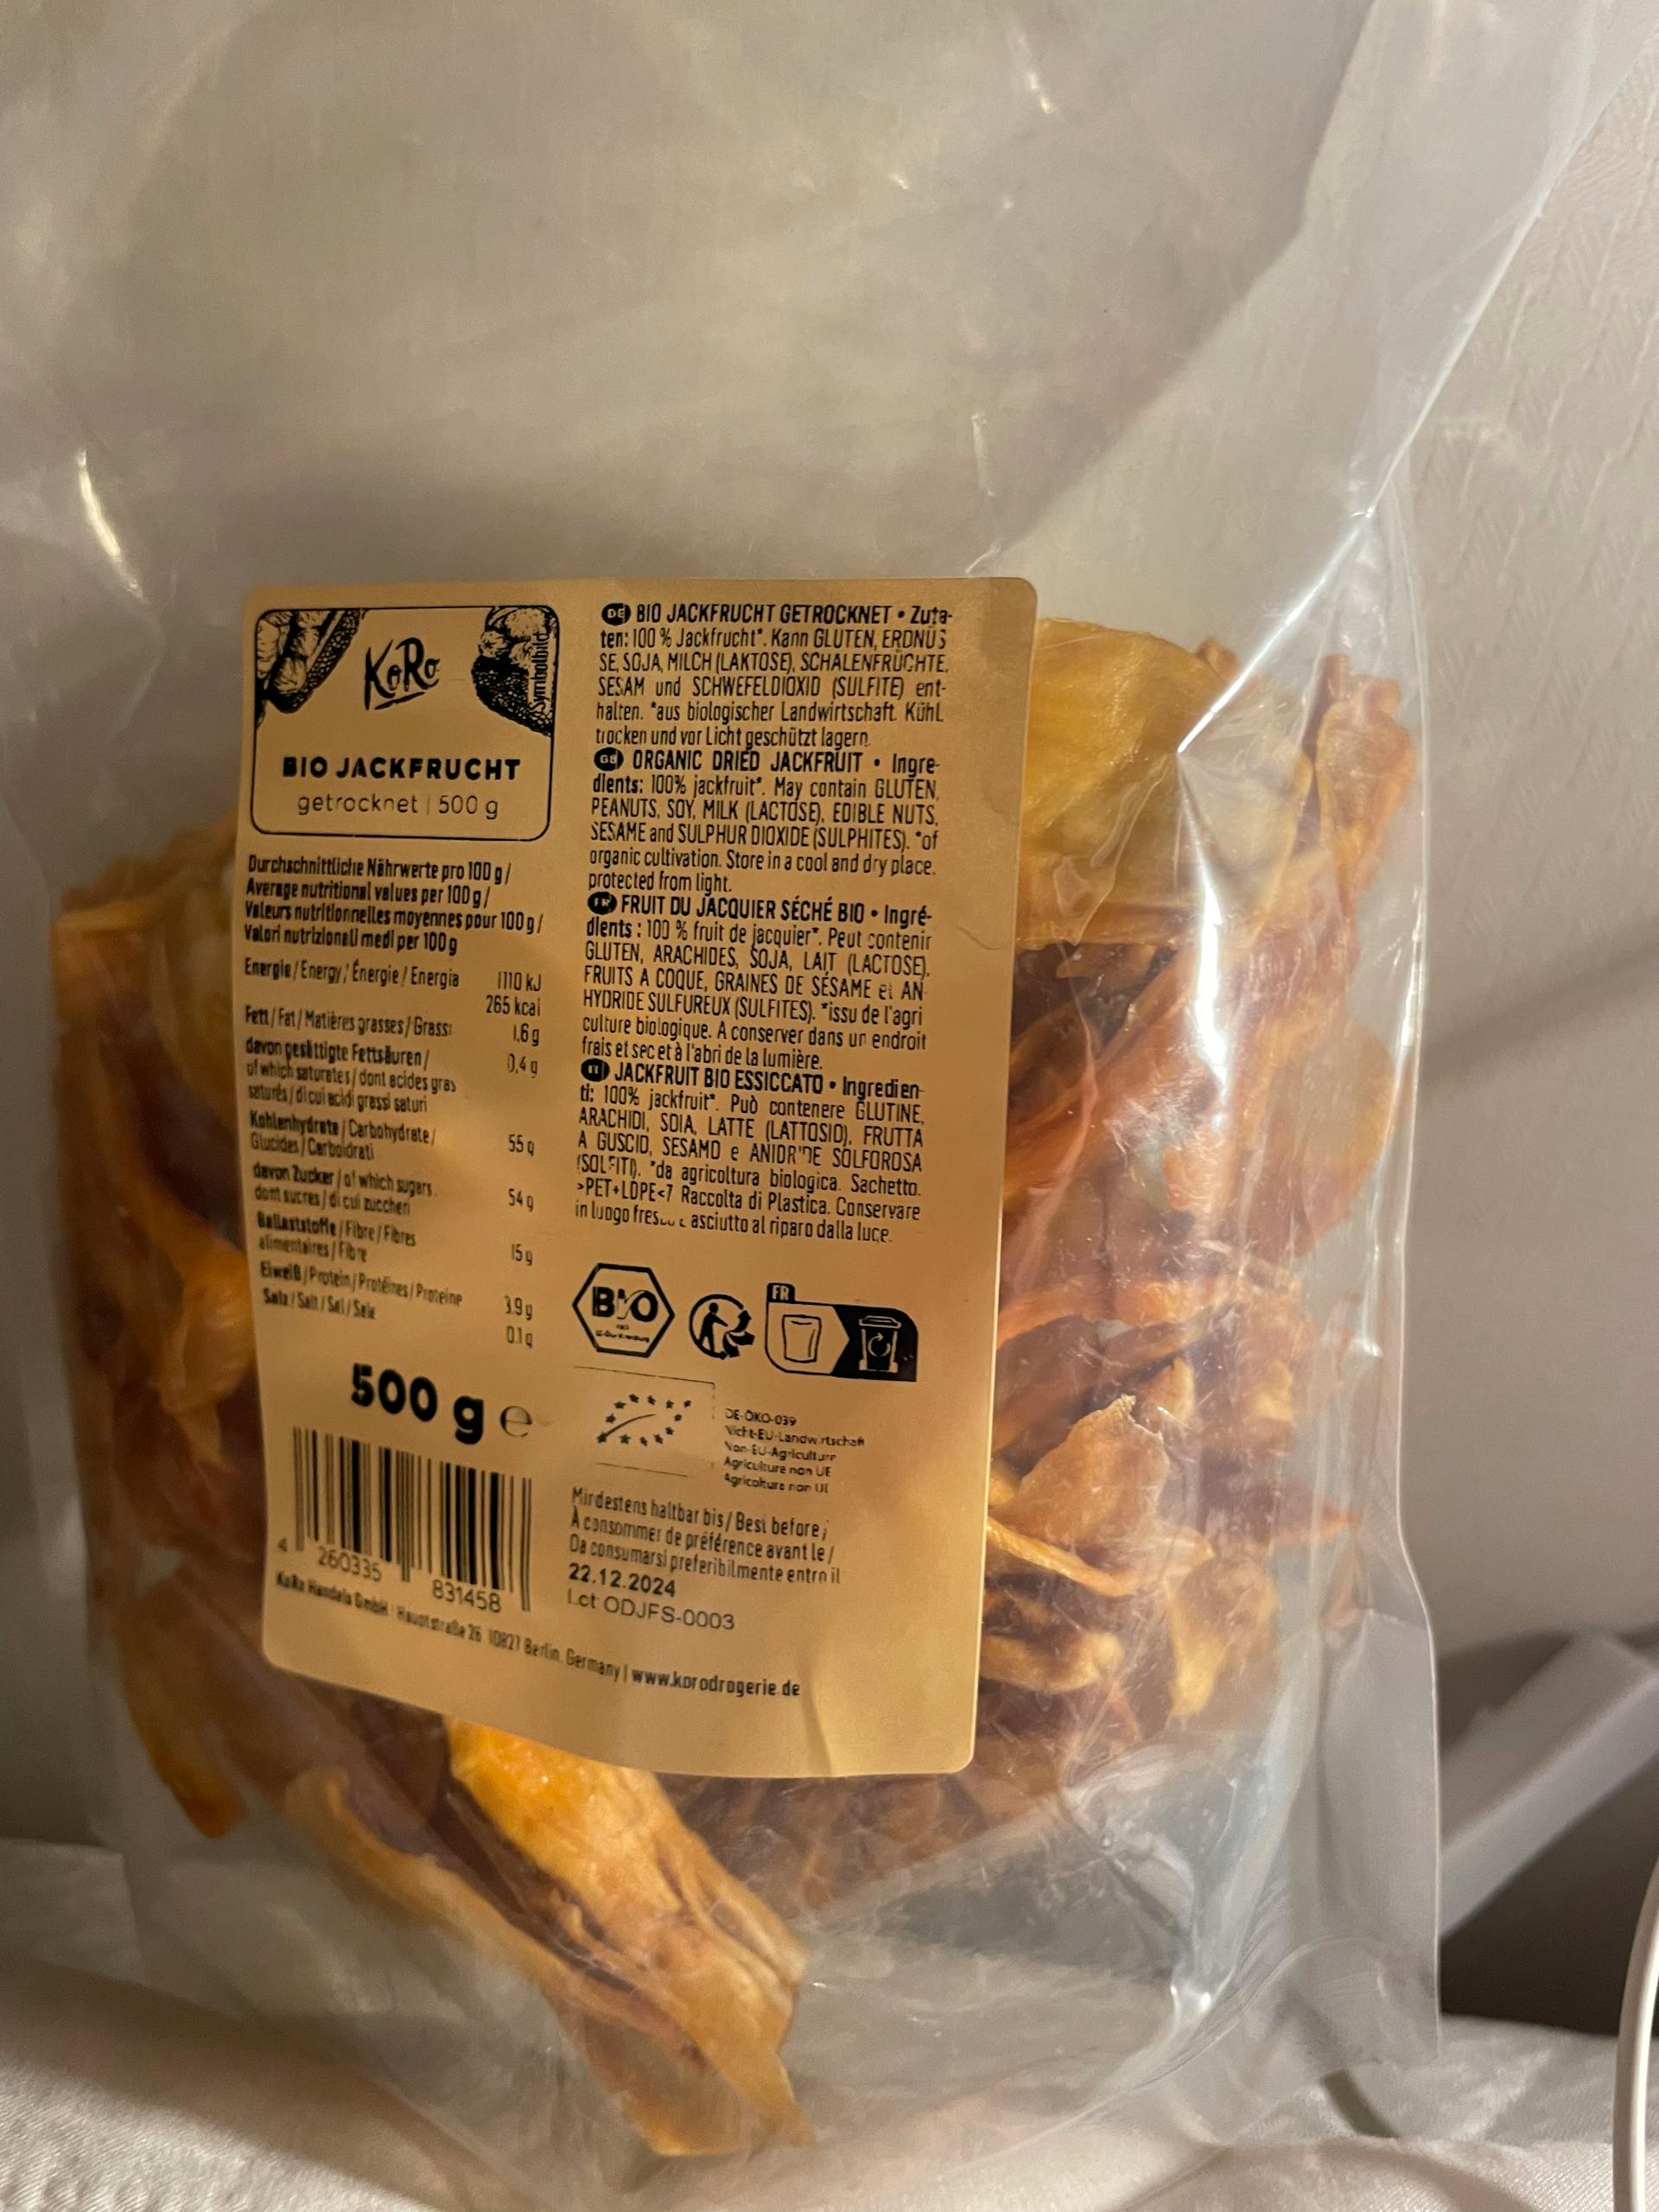 KoRo
Symbolbild
BIO JACKFRUCHT
getrocknet | 500 g
Durchschnittliche Nährwerte pro 100 g /
Average nutritional values per 100 g /
Valeurs nutritionnelles moyennes pour 100 g /
Valori nutrizionali medi per 100 g
Energie / Energy / Énergie / Energia 1110 kJ
265 kcal
Fett / Fat / Matières grasses / Grassi 1,6 g
davon gesättigte Fettsäuren / 0,4 g
of which saturates / dont acides gras
saturés / di cui acidi grassi saturi
Kohlenhydrate / Carbohydrate / 55 g
Glucides / Carboidrati
davon Zucker / of which sugars 54 g
dont sucres / di cui zuccheri
Ballaststoffe / Fibre / Fibres 15 g
alimentaires / Fibre
Eiweiß / Protein / Protéines / Proteine 3,9 g
Salz / Salt / Sel / Sale 0,1 g
500 g e
4 260335 831458
DE BIO JACKFRUCHT GETROCKNET • Zuta-
ten: 100 % Jackfrucht*. Kann GLUTEN, ERDNÜS
SE, SOJA, MILCH (LAKTOSE), SCHALENFRÜCHTE,
SESAM und SCHWEFELDIOXID (SULFITE) ent-
halten. *aus biologischer Landwirtschaft. Kühl,
trocken und vor Licht geschützt lagern.
GB ORGANIC DRIED JACKFRUIT • Ingre-
dients: 100% jackfruit*. May contain GLUTEN,
PEANUTS, SOY, MILK (LACTOSE), EDIBLE NUTS,
SESAME and SULPHUR DIOXIDE (SULPHITES). *of
organic cultivation. Store in a cool and dry place.
protected from light.
FR FRUIT DU JACQUIER SÉCHÉ BIO • Ingré-
dients : 100 % fruit de jacquier*. Peut contenir
GLUTEN, ARACHIDES, SOJA, LAIT (LACTOSE),
FRUITS A COQUE, GRAINES DE SÉSAME et AN
HYDRIDE SULFUREUX (SULFITES). *issu de l'agri
culture biologique. A conserver dans un endroit
frais et sec et à l'abri de la lumière.
IT JACKFRUIT BIO ESSICCATO • Ingredien-
ti: 100% jackfruit*. Può contenere GLUTINE,
ARACHIDI, SOIA, LATTE (LATTOSIO), FRUTTA
A GUSCIO, SESAMO e ANIDRIDE SOLFOROSA
(SOLFITI). *da agricoltura biologica. Sachetto.
>PET+LDPE<7 Raccolta di Plastica. Conservare
in luogo fresco e asciutto al riparo dalla luce.
BIO
FR
DE-ÖKO-039
Nicht-EU-Landwirtschaft
Non-EU-Agriculture
Agriculture non UE
Agricoltura non UE
Mindestens haltbar bis / Best before /
À consommer de préférence avant le /
Da consumarsi preferibilmente entro il
22.12.2024
Lot ODJFS-0003
KoRo Handels GmbH | Hauptstraße 26 10827 Berlin, Germany | www.korodrogerie.de